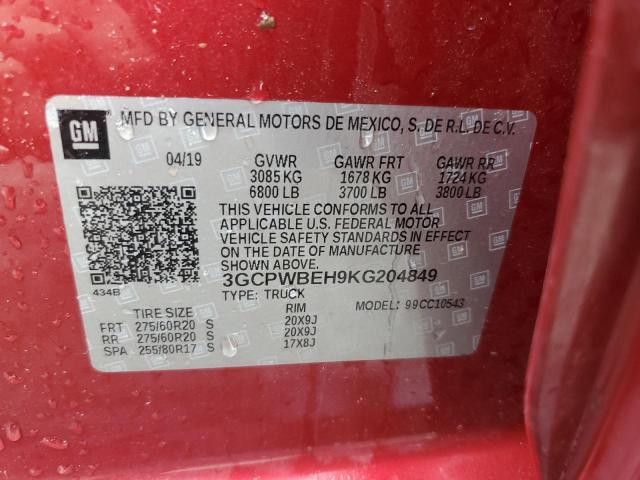 GM
MFD BY GENERAL MOTORS DE MEXICO, S. DE R.L. DE C.V.
04/19 GVWR GAWR FRT GAWR RR
3085 KG 1678 KG 1724 KG
6800 LB 3700 LB 3800 LB
THIS VEHICLE CONFORMS TO ALL
APPLICABLE U.S. FEDERAL MOTOR
VEHICLE SAFETY STANDARDS IN EFFECT
ON THE DATE OF MANUFACTURE
SHOWN ABOVE.
434B 3GCPWBEH9KG204849
TYPE: TRUCK MODEL: 99CC10543
TIRE SIZE RIM
FRT 275/60R20 S 20X9J
RR 275/60R20 S 20X9J
SPA 255/80R17 S 17X8J